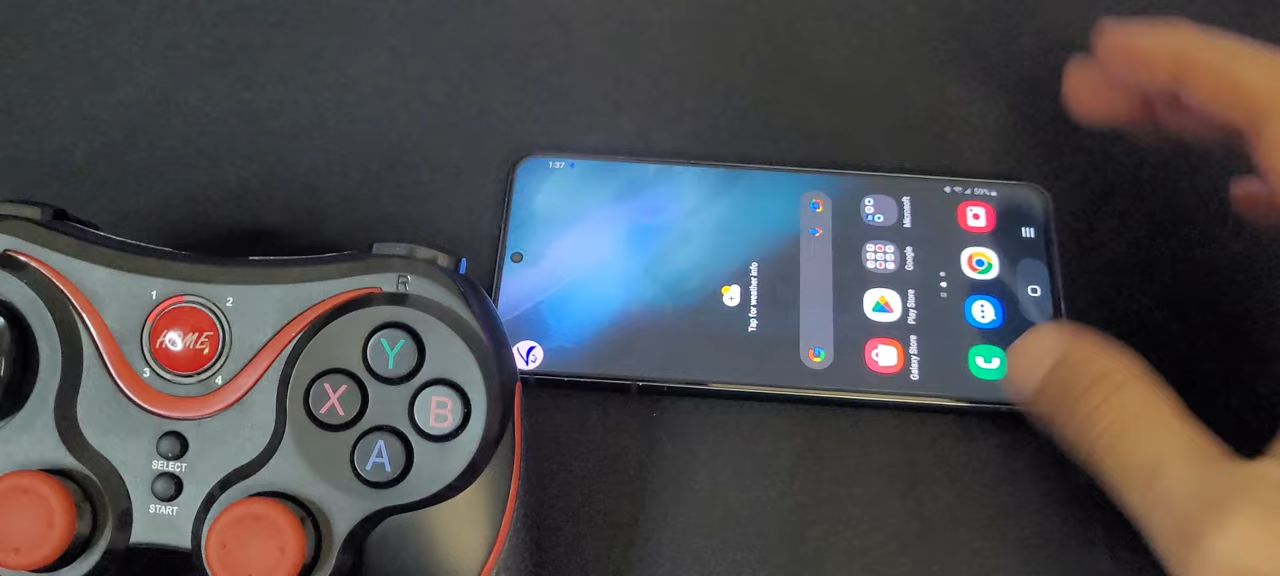 1
2
HOME
3
4
SELECT
START
R
Y
X
B
A
1:37
59%
Tap for weather info
Microsoft
Google
Play Store
Galaxy Store